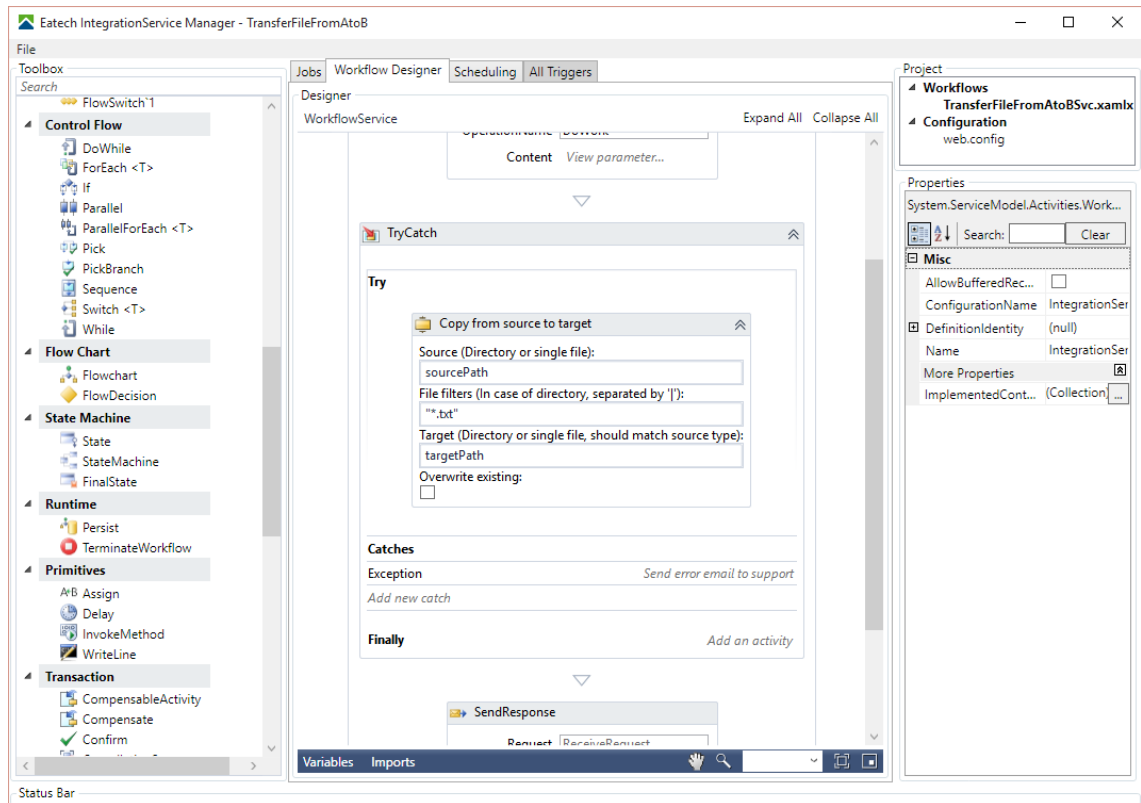 Eatech IntegrationService Manager - TransferFileFromAtoB
File
Toolbox
Search
FlowSwitch`1
Control Flow
DoWhile
ForEach <T>
If
Parallel
ParallelForEach <T>
Pick
PickBranch
Sequence
Switch <T>
While
Flow Chart
Flowchart
FlowDecision
State Machine
State
StateMachine
FinalState
Runtime
Persist
TerminateWorkflow
Primitives
A+B Assign
Delay
InvokeMethod
WriteLine
Transaction
CompensableActivity
Compensate
Confirm
Jobs Workflow Designer Scheduling All Triggers
Designer
WorkflowService Expand All Collapse All
OperationName DoWork
Content View parameter...
TryCatch
Try
Copy from source to target
Source (Directory or single file):
sourcePath
File filters (In case of directory, separated by '|'):
"*.txt"
Target (Directory or single file, should match source type):
targetPath
Overwrite existing:
Catches
Exception Send error email to support
Add new catch
Finally Add an activity
SendResponse
Request ReceiveRequest
Variables Imports
Project
Workflows
TransferFileFromAtoBSvc.xamlx
Configuration
web.config
Properties
System.ServiceModel.Activities.Work...
Search: Clear
Misc
AllowBufferedRec...
ConfigurationName IntegrationSer
DefinitionIdentity (null)
Name IntegrationSer
More Properties
ImplementedCont... (Collection) ...
Status Bar